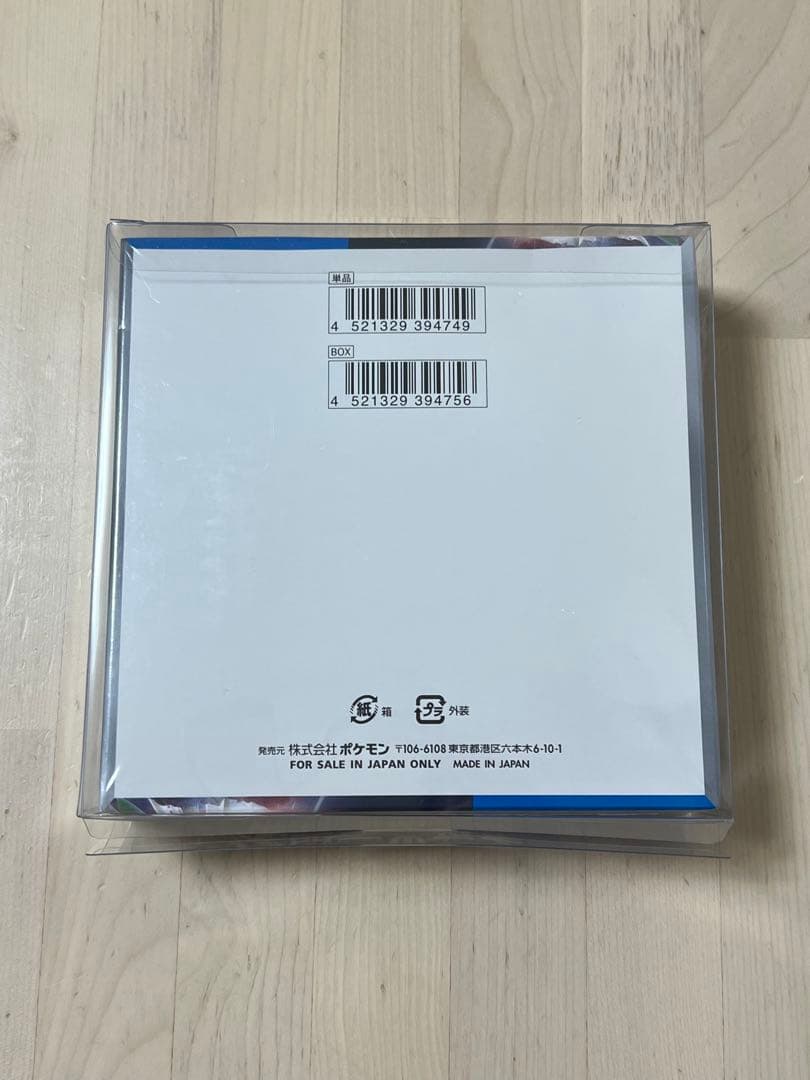 単品
4 521329 394749
BOX
4 521329 394756
紙 箱 プラ 外装
発売元 株式会社ポケモン 〒106-6108 東京都港区六本木6-10-1
FOR SALE IN JAPAN ONLY MADE IN JAPAN